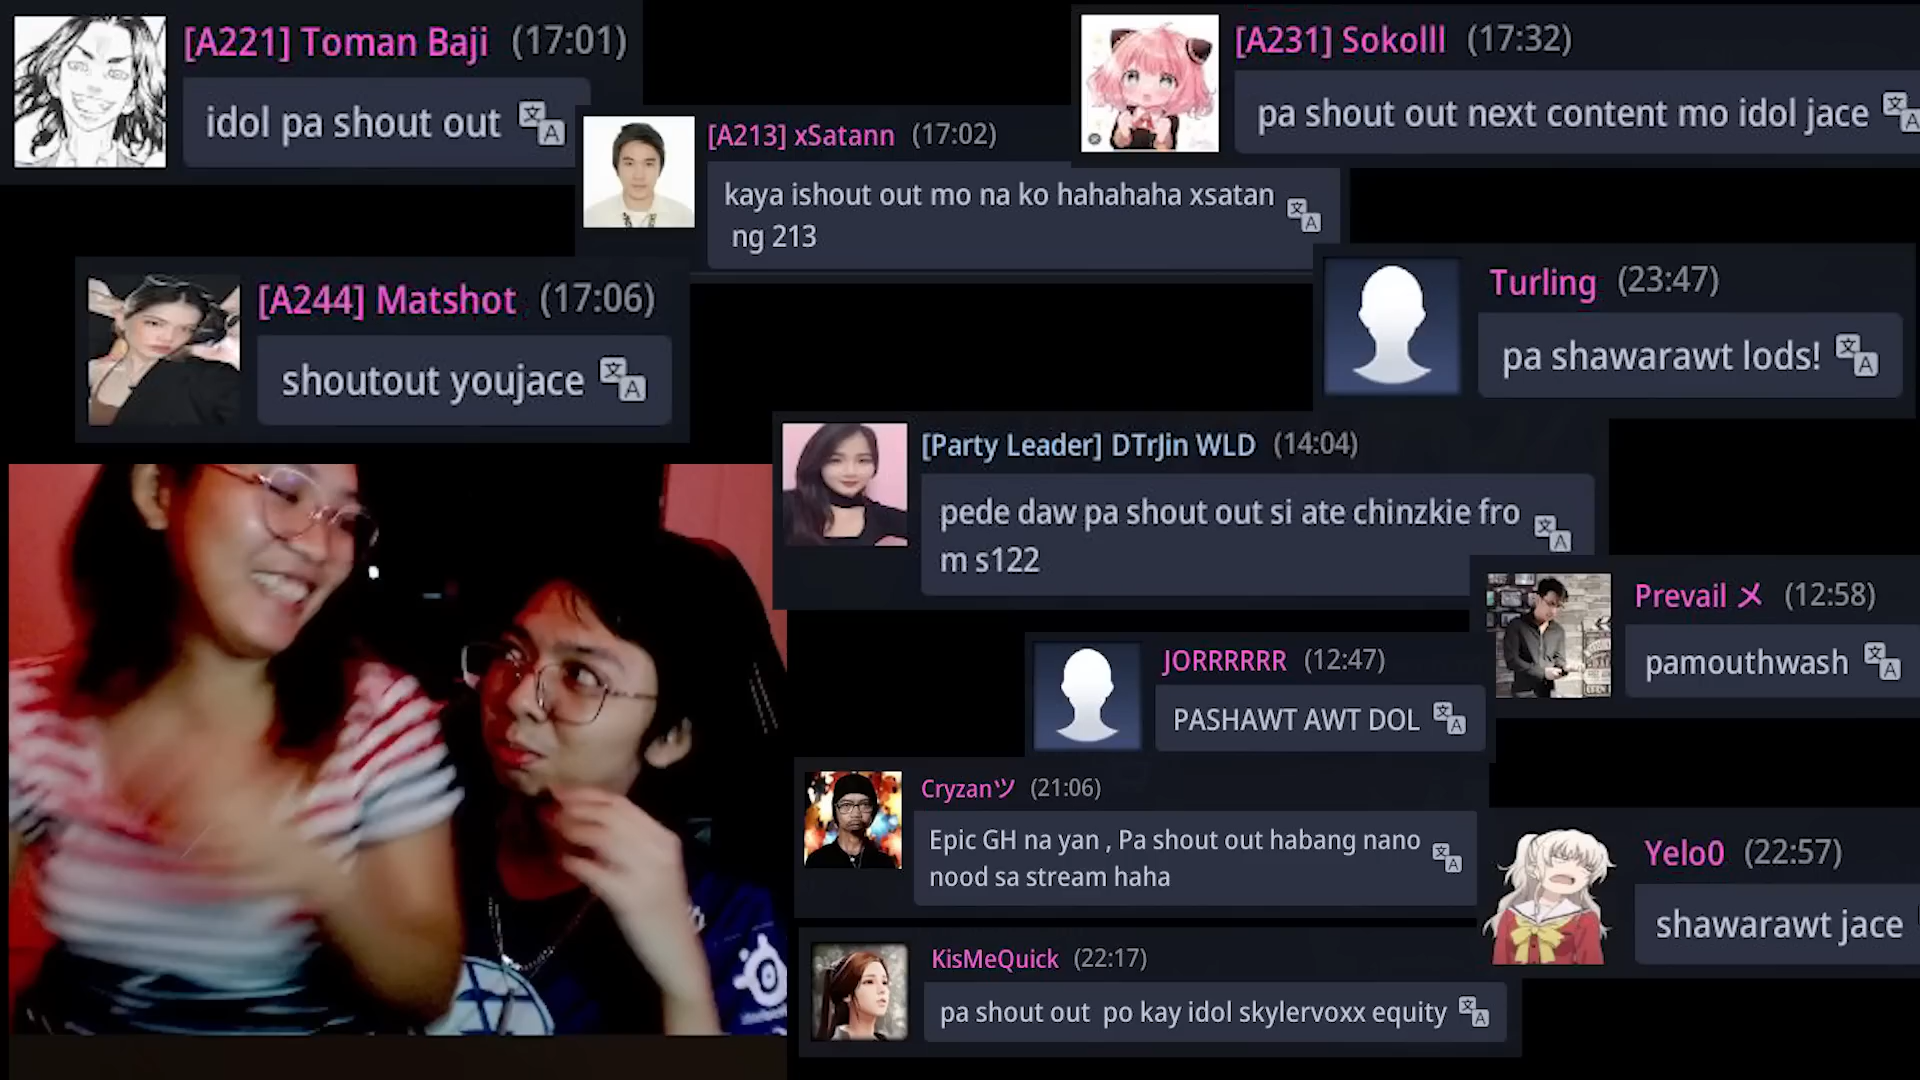 [A221] Toman Baji (17:01)
idol pa shout out
[A213] xSatann (17:02)
kaya ishout out mo na ko hahahaha xsatan
ng 213
[A231] Sokolll (17:32)
pa shout out next content mo idol jace
[A244] Matshot (17:06)
shoutout youjace
Turling (23:47)
pa shawarawt lods!
[Party Leader] DTrJin WLD (14:04)
pede daw pa shout out si ate chinzkie fro
m s122
Prevail メ (12:58)
pamouthwash
JORRRRRR (12:47)
PASHAWT AWT DOL
Cryzanツ (21:06)
Epic GH na yan , Pa shout out habang nano
nood sa stream haha
Yelo0 (22:57)
shawarawt jace
KisMeQuick (22:17)
pa shout out po kay idol skylervoxx equity